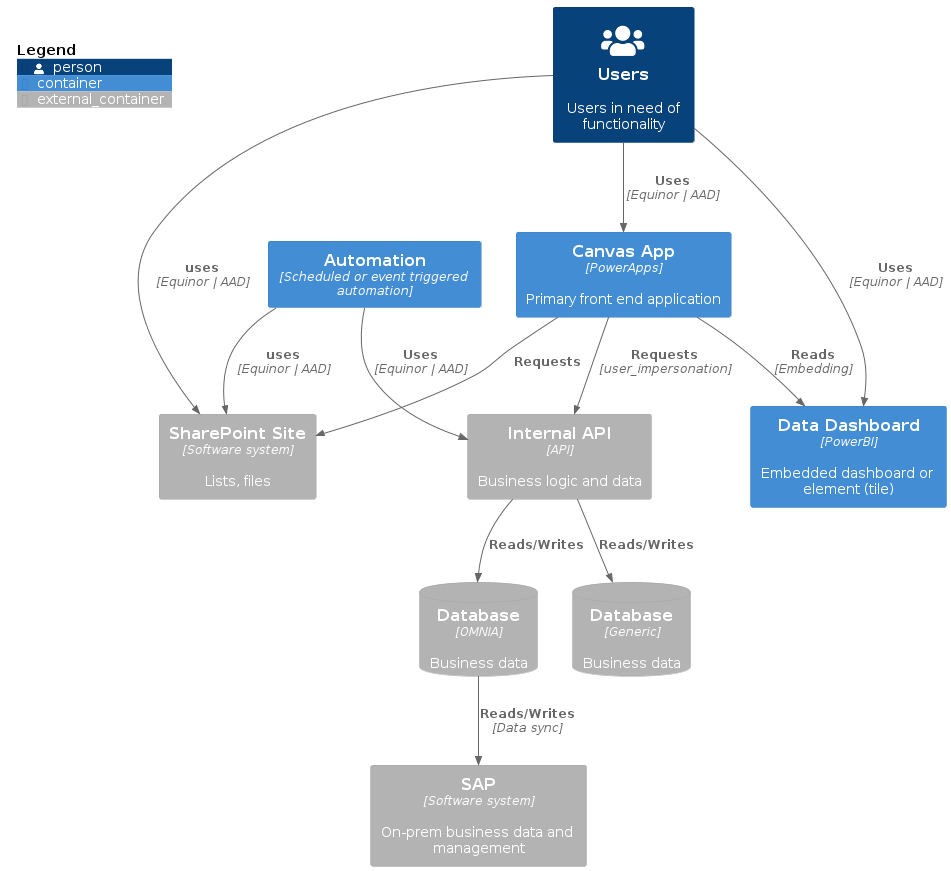 Legend
person
container
external_container
Users
Users in need of
functionality
Uses
[Equinor | AAD]
uses
[Equinor | AAD]
Uses
[Equinor | AAD]
Automation
[Scheduled or event triggered
automation]
Canvas App
[PowerApps]
Primary front end application
uses
[Equinor | AAD]
Uses
[Equinor | AAD]
Requests
Requests
[user_impersonation]
Reads
[Embedding]
SharePoint Site
[Software system]
Lists, files
Internal API
[API]
Business logic and data
Data Dashboard
[PowerBI]
Embedded dashboard or
element (tile)
Reads/Writes
Reads/Writes
Database
[OMNIA]
Business data
Database
[Generic]
Business data
Reads/Writes
[Data sync]
SAP
[Software system]
On-prem business data and
management